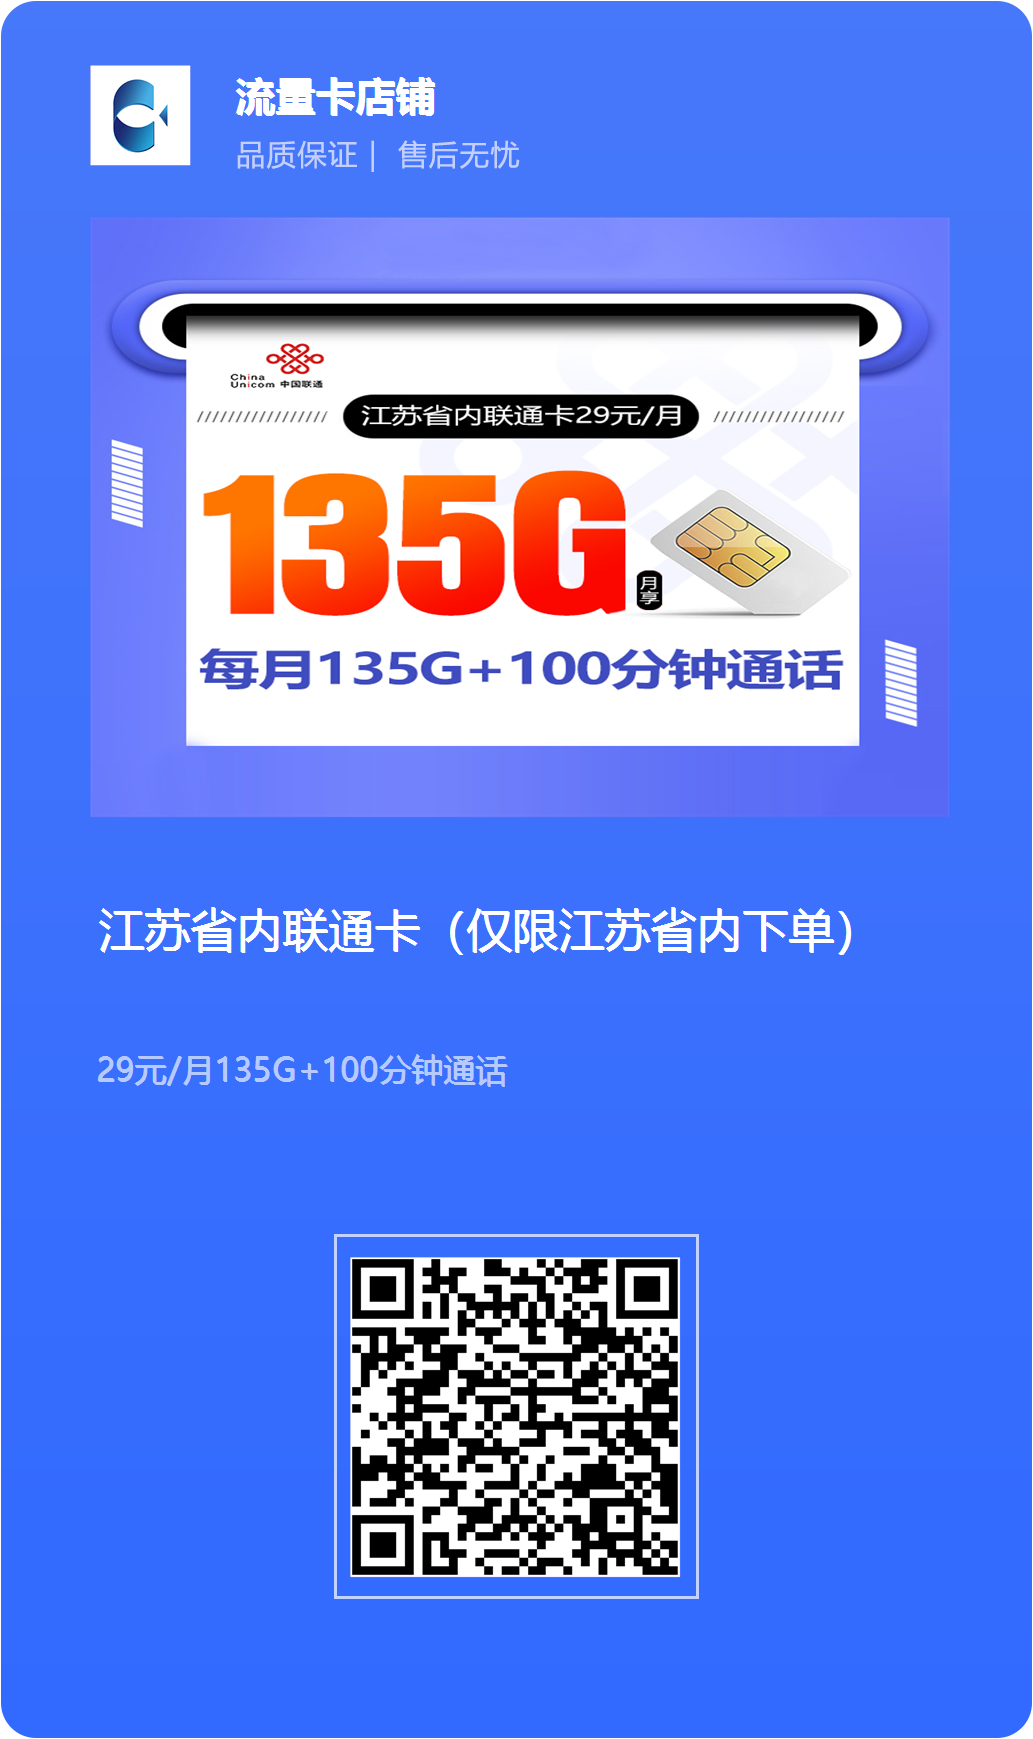 流量卡店铺
品质保证 | 售后无忧
China
Unicom 中国联通
江苏省内联通卡29元/月
135G
月享
每月135G+100分钟通话
江苏省内联通卡（仅限江苏省内下单）
29元/月135G+100分钟通话